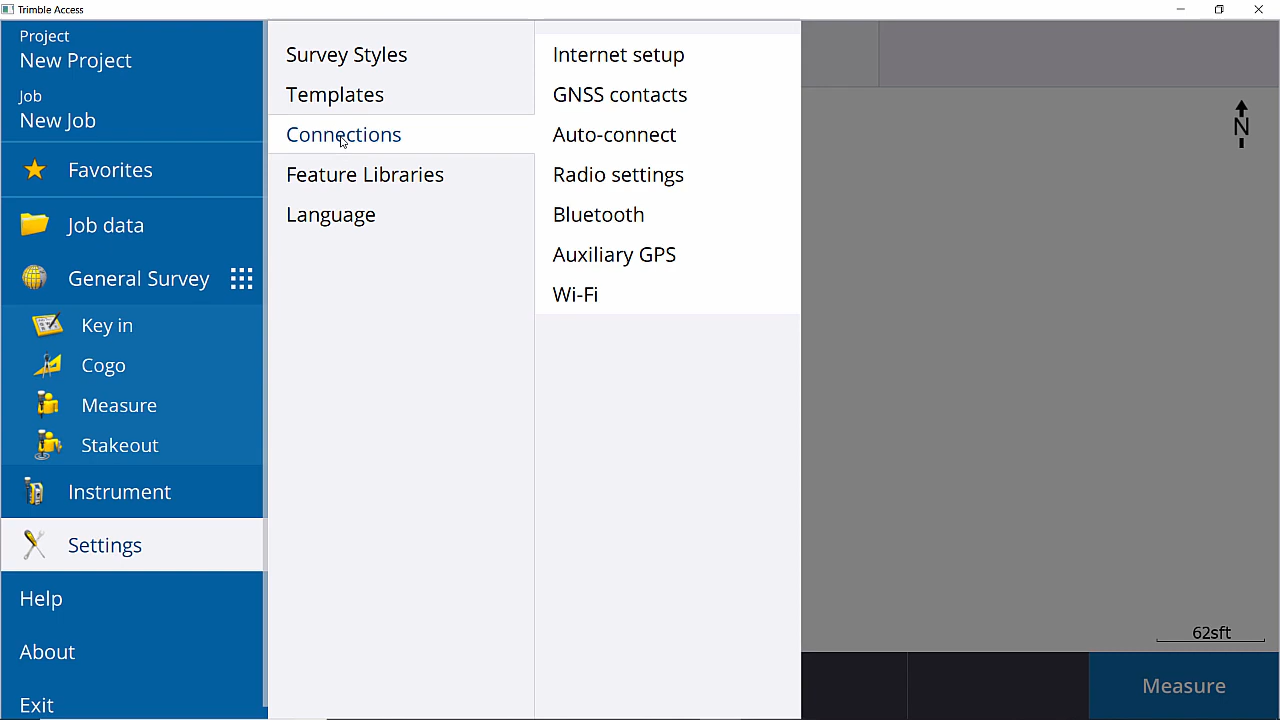 Trimble Access
Project
New Project
Job
New Job
Favorites
Job data
General Survey
Key in
Cogo
Measure
Stakeout
Instrument
Settings
Help
About
Exit
Survey Styles
Templates
Connections
Feature Libraries
Language
Internet setup
GNSS contacts
Auto-connect
Radio settings
Bluetooth
Auxiliary GPS
Wi-Fi
N
62sft
Measure